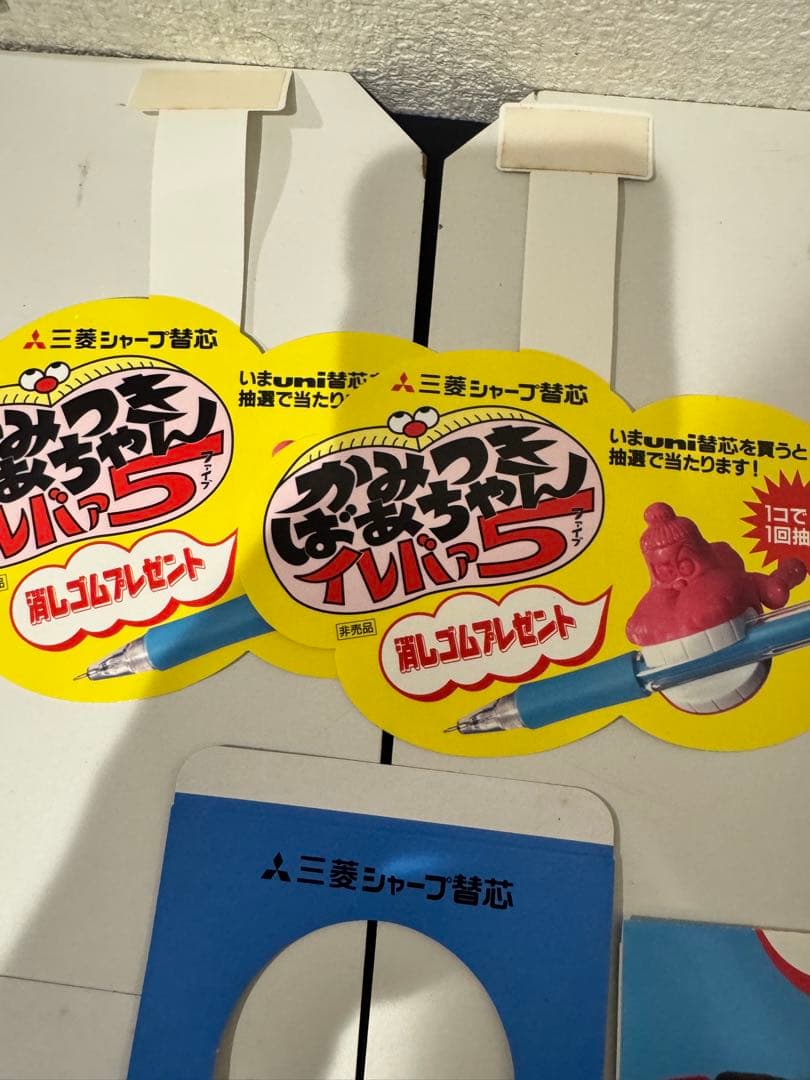 三菱シャープ替芯
いまuni替芯
抽選で当たり
みつき
ばあちゃん
イレバァ5
ファイブ
品
消しゴムプレゼント
三菱シャープ替芯
いまuni替芯を買うと
抽選で当たります!
かみつき
ばあちゃん
イレバァ5
ファイブ
1コで
1回抽
非売品
消しゴムプレゼント
三菱シャープ替芯